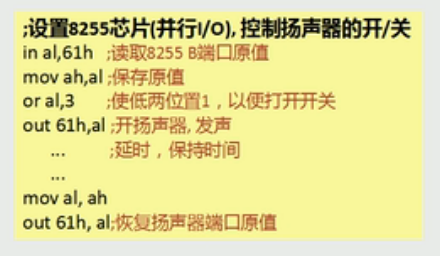 ;设置8255芯片(并行I/O), 控制扬声器的开/关
in al,61h ;读取8255 B端口原值
mov ah,al ;保存原值
or al,3 ;使低两位置1，以便打开开关
out 61h,al ;开扬声器, 发声
... ;延时，保持时间
...
mov al, ah
out 61h, al;恢复扬声器端口原值